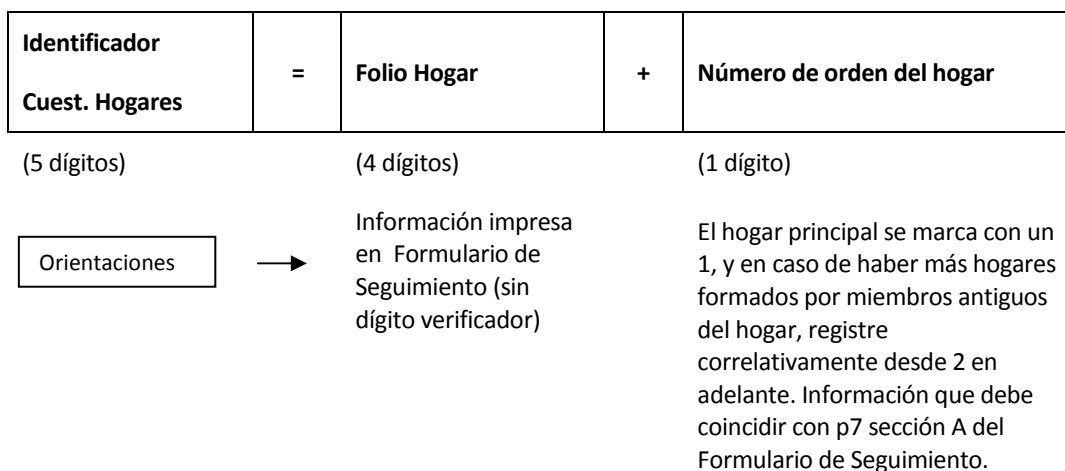 Identificador
Cuest. Hogares
=
Folio Hogar
+
Número de orden del hogar
(5 dígitos)
(4 dígitos)
(1 dígito)
Orientaciones
Información impresa
en Formulario de
Seguimiento (sin
dígito verificador)
El hogar principal se marca con un
1, y en caso de haber más hogares
formados por miembros antiguos
del hogar, registre
correlativamente desde 2 en
adelante. Información que debe
coincidir con p7 sección A del
Formulario de Seguimiento.